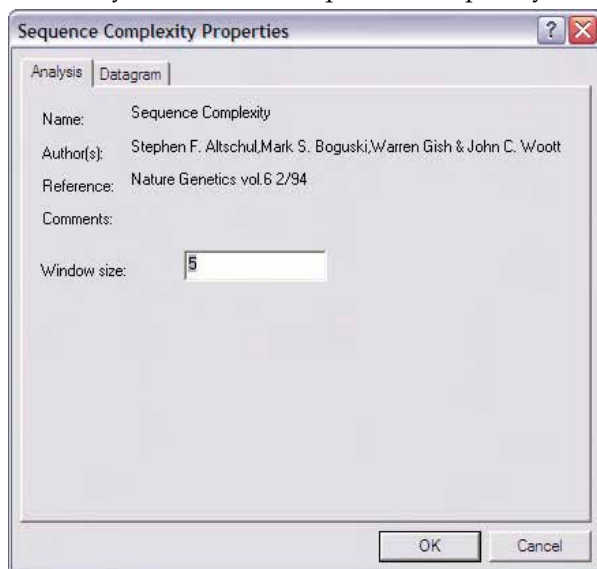 Sequence Complexity Properties
Analysis Datagram
Name: Sequence Complexity
Author(s): Stephen F. Altschul,Mark S. Boguski,Warren Gish & John C. Woott
Reference: Nature Genetics vol.6 2/94
Comments:
Window size: 5
OK Cancel